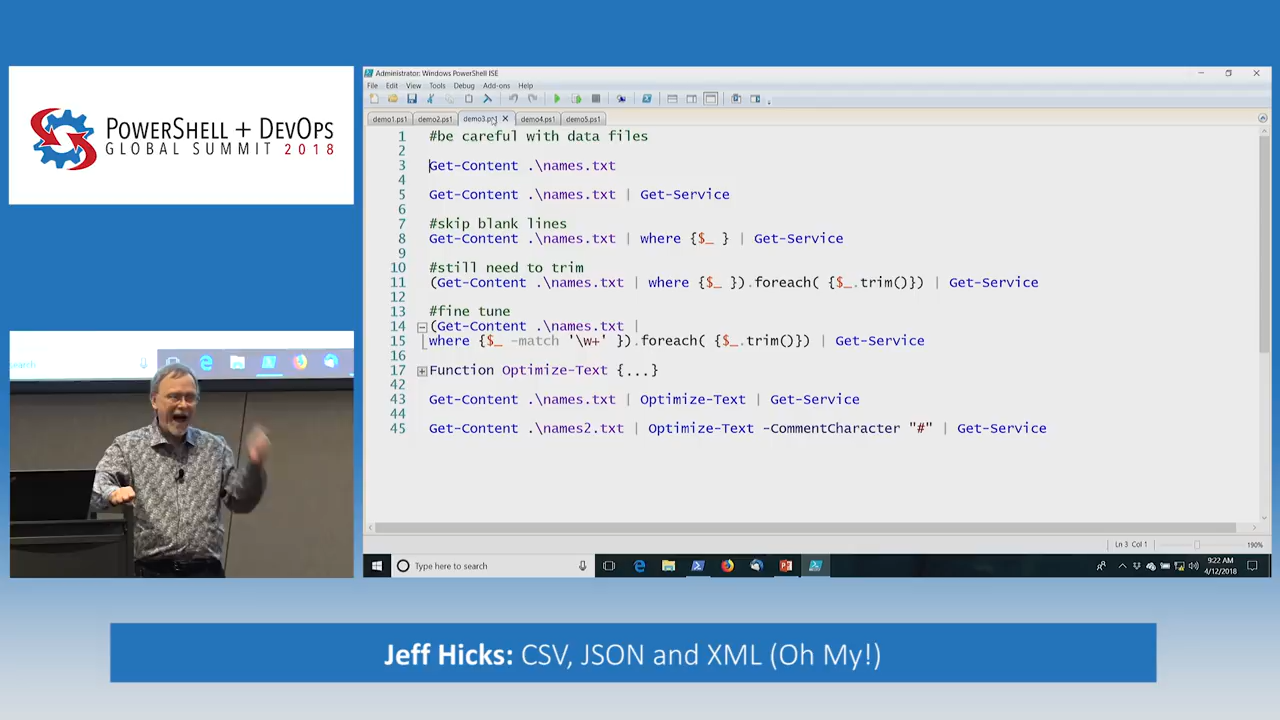 POWERSHELL + DEVOPS
GLOBAL SUMMIT 2018
Administrator: Windows PowerShell ISE
File Edit View Tools Debug Add-ons Help
demo1.ps1 demo2.ps1 demo3.ps1 demo4.ps1 demo5.ps1
1 #be careful with data files
2
3 Get-Content .\names.txt
4
5 Get-Content .\names.txt | Get-Service
6
7 #skip blank lines
8 Get-Content .\names.txt | where {$_ } | Get-Service
9
10 #still need to trim
11 (Get-Content .\names.txt | where {$_ }).foreach( {$_.trim()}) | Get-Service
12
13 #fine tune
14 (Get-Content .\names.txt |
15 where {$_ -match '\w+' }).foreach( {$_.trim()}) | Get-Service
16
17 Function Optimize-Text {...}
42
43 Get-Content .\names.txt | Optimize-Text | Get-Service
44
45 Get-Content .\names2.txt | Optimize-Text -CommentCharacter "#" | Get-Service
Ln 3 Col 1 190%
Type here to search
9:22 AM
4/12/2018
search
Jeff Hicks: CSV, JSON and XML (Oh My!)